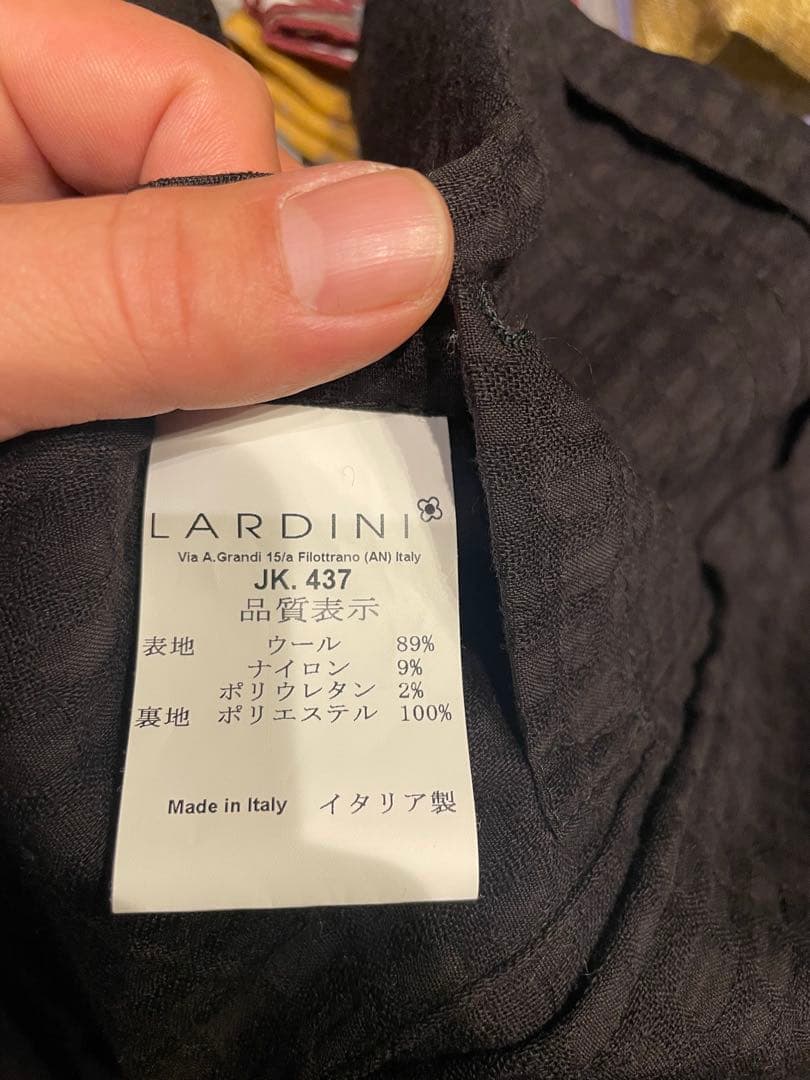 LARDINI
Via A.Grandi 15/a Filottrano (AN) Italy
JK. 437
品質表示
表地 ウール 89%
ナイロン 9%
ポリウレタン 2%
裏地 ポリエステル 100%
Made in Italy イタリア製